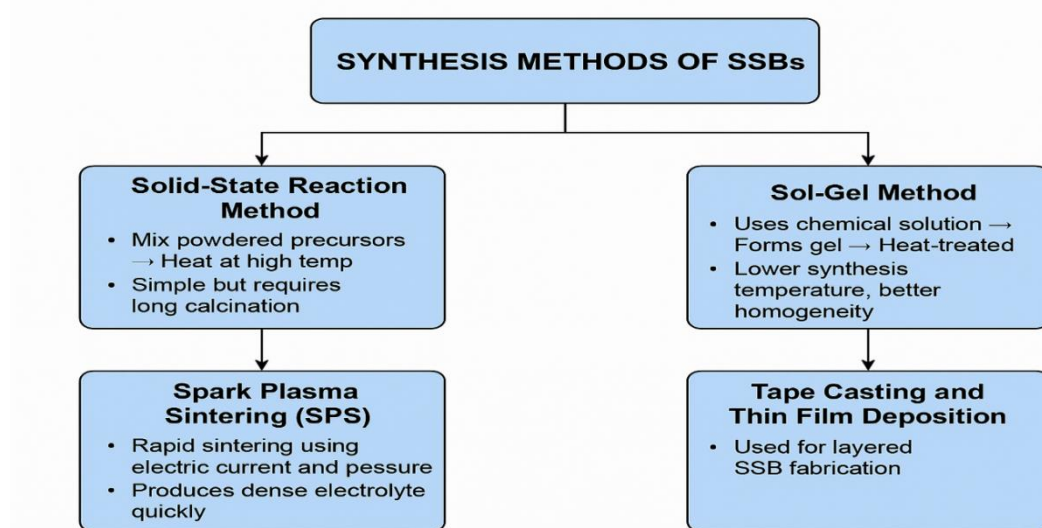 SYNTHESIS METHODS OF SSBs
Solid-State Reaction
Method
• Mix powdered precursors
→ Heat at high temp
• Simple but requires
long calcination
Sol-Gel Method
• Uses chemical solution →
Forms gel → Heat-treated
• Lower synthesis
temperature, better
homogeneity
Spark Plasma
Sintering (SPS)
• Rapid sintering using
electric current and pessure
• Produces dense electrolyte
quickly
Tape Casting and
Thin Film Deposition
• Used for layered
SSB fabrication